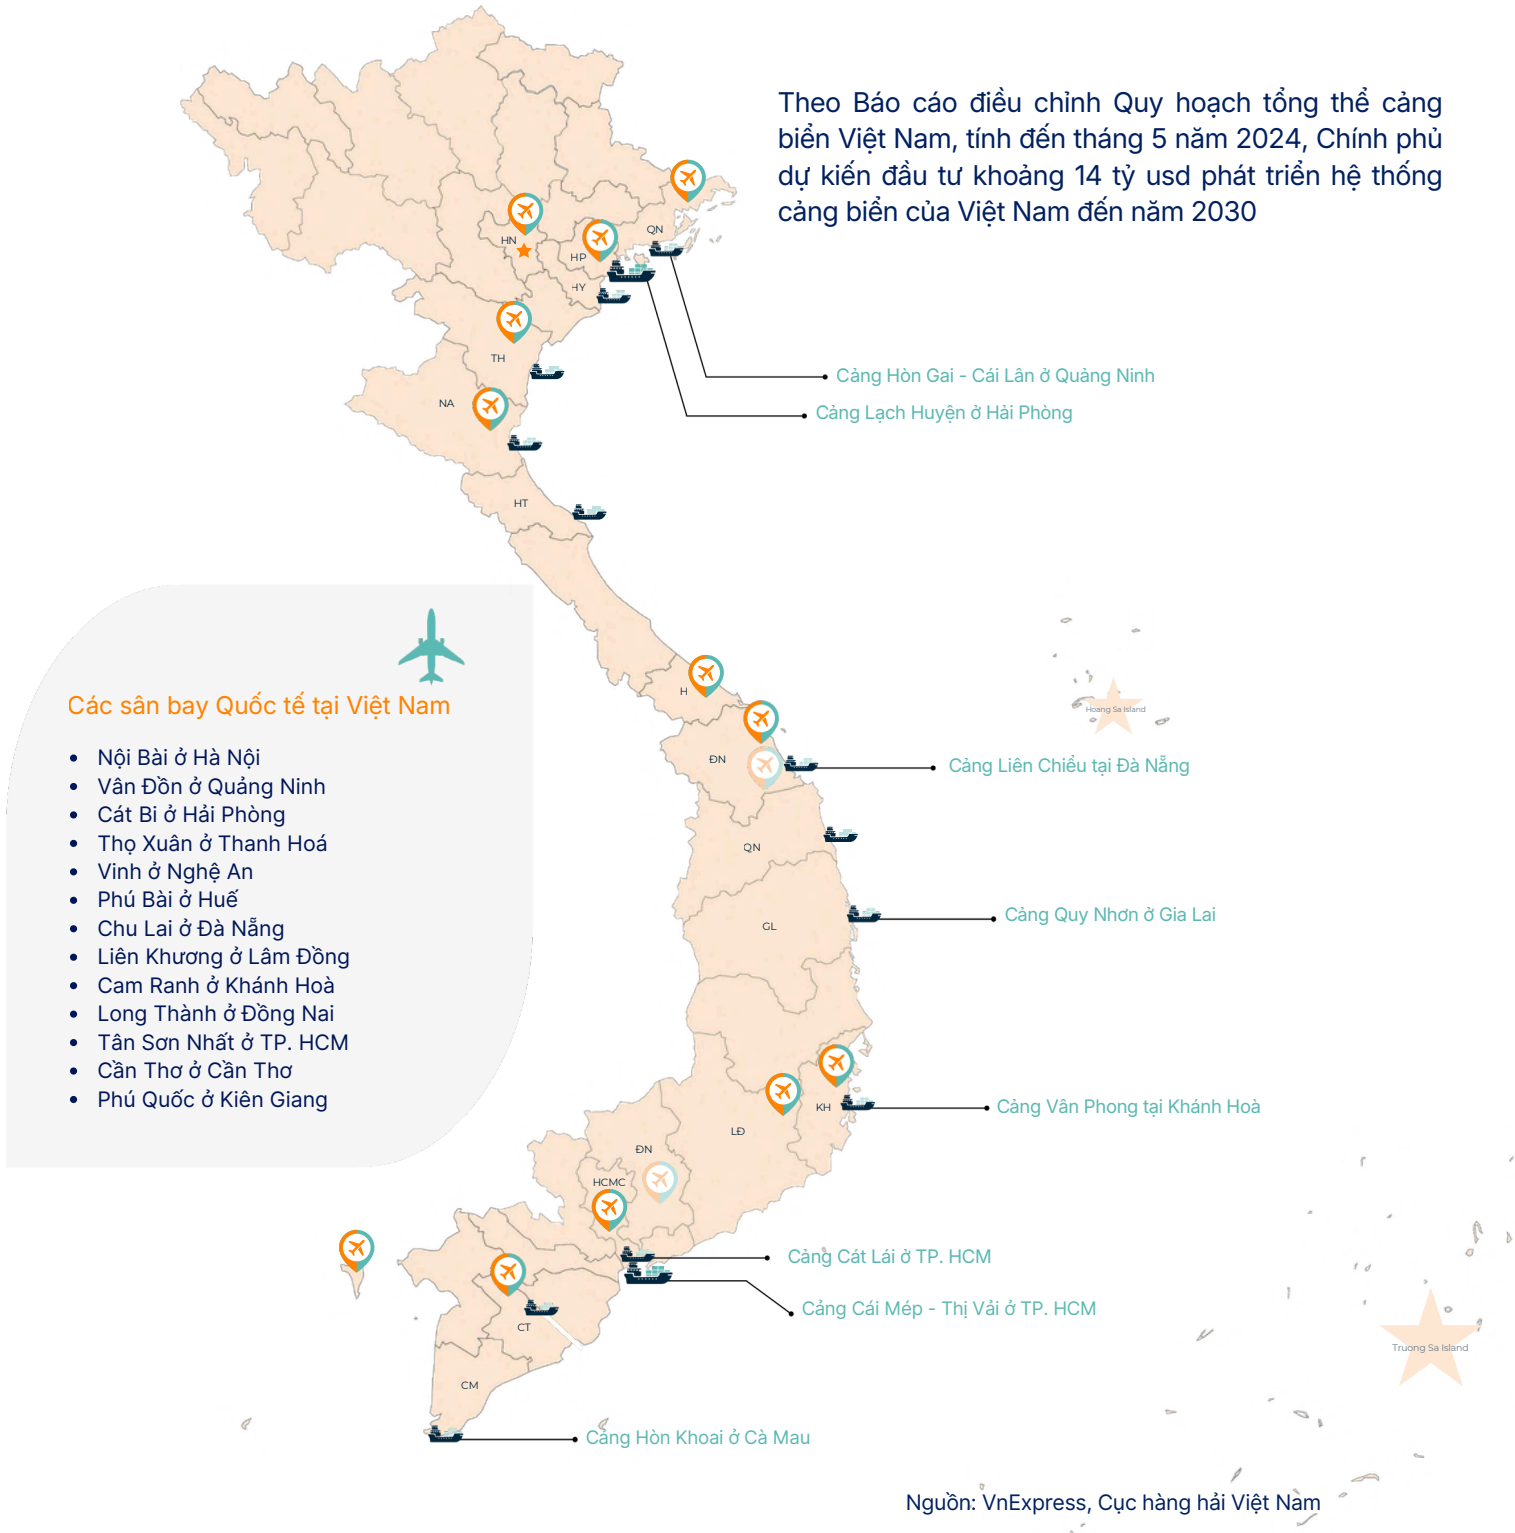 Theo Báo cáo điều chỉnh Quy hoạch tổng thể cảng
biển Việt Nam, tính đến tháng 5 năm 2024, Chính phủ
dự kiến đầu tư khoảng 14 tỷ usd phát triển hệ thống
cảng biển của Việt Nam đến năm 2030
QN
HN
HP
HY
TH
Cảng Hòn Gai - Cái Lân ở Quảng Ninh
NA
Cảng Lạch Huyện ở Hải Phòng
HT
Các sân bay Quốc tế tại Việt Nam
Nội Bài ở Hà Nội
Vân Đồn ở Quảng Ninh
Cát Bi ở Hải Phòng
Thọ Xuân ở Thanh Hoá
Vinh ở Nghệ An
Phú Bài ở Huế
Chu Lai ở Đà Nẵng
Liên Khương ở Lâm Đồng
Cam Ranh ở Khánh Hoà
Long Thành ở Đồng Nai
Tân Sơn Nhất ở TP. HCM
Cần Thơ ở Cần Thơ
Phú Quốc ở Kiên Giang
H
Hoang Sa Island
ĐN
Cảng Liên Chiểu tại Đà Nẵng
QN
GL
Cảng Quy Nhơn ở Gia Lai
KH
Cảng Vân Phong tại Khánh Hoà
LĐ
ĐN
HCMC
Cảng Cát Lái ở TP. HCM
Cảng Cái Mép - Thị Vải ở TP. HCM
CT
Truong Sa Island
CM
Cảng Hòn Khoai ở Cà Mau
Nguồn: VnExpress, Cục hàng hải Việt Nam